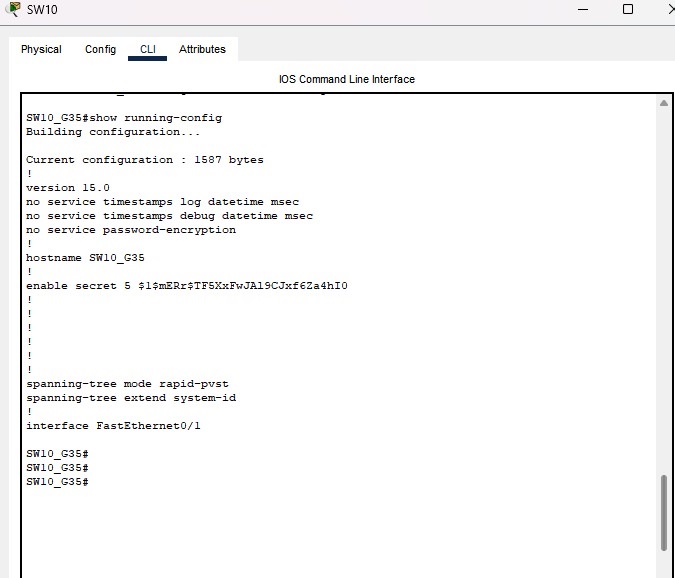 SW10
Physical Config CLI Attributes
IOS Command Line Interface
SW10_G35#show running-config
Building configuration...
Current configuration : 1587 bytes
!
version 15.0
no service timestamps log datetime msec
no service timestamps debug datetime msec
no service password-encryption
!
hostname SW10_G35
!
enable secret 5 $1$mERr$TF5XxFwJAl9CJxf6Za4hI0
!
!
!
!
!
!
spanning-tree mode rapid-pvst
spanning-tree extend system-id
!
interface FastEthernet0/1
SW10_G35#
SW10_G35#
SW10_G35#